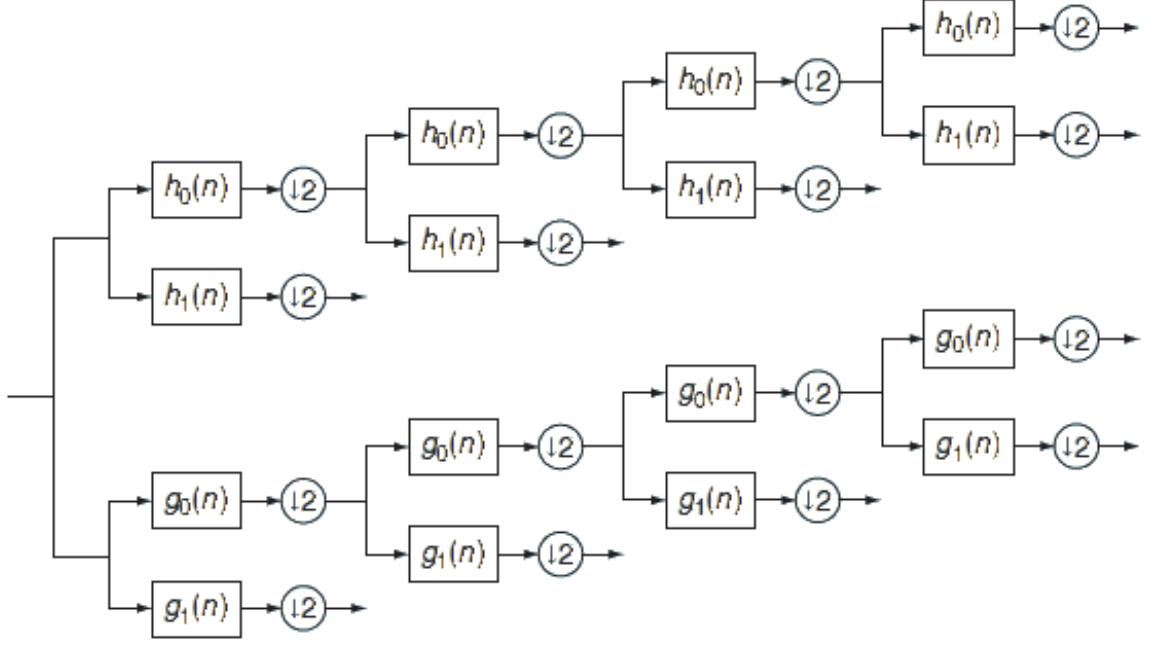 h₀(n) ↓2
h₀(n) ↓2
h₀(n) ↓2 h₁(n) ↓2
h₀(n) ↓2 h₁(n) ↓2
h₁(n) ↓2
h₁(n) ↓2
g₀(n) ↓2
g₀(n) ↓2
g₀(n) ↓2 g₁(n) ↓2
g₀(n) ↓2 g₁(n) ↓2
g₁(n) ↓2
g₁(n) ↓2